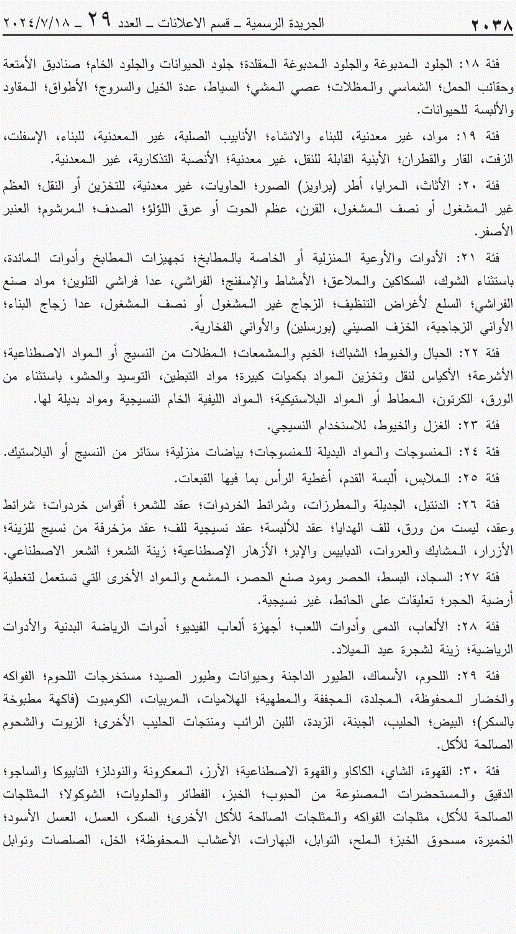 ٢٠٣٨ الجريدة الرسمية ــ قسم الاعلانات ــ العدد ٢٩ ــ ٢٠٢٤/٧/١٨
فئة ١٨: الجلود المدبوغة والجلود المدبوغة المقلدة؛ جلود الحيوانات والجلود الخام؛ صناديق الأمتعة
وحقائب الحمل؛ الشماسي والمظلات؛ عصي المشي؛ السياط، عدة الخيل والسروج؛ الأطواق؛ المقاود
والألبسة للحيوانات.
فئة ١٩: مواد، غير معدنية، للبناء والانشاء؛ الأنابيب الصلبة، غير المعدنية، للبناء، الإسفلت،
الزفت، القار والقطران؛ الأبنية القابلة للنقل، غير معدنية؛ الأنصبة التذكارية، غير المعدنية.
فئة ٢٠: الأثاث، المرايا، أطر (براويز) الصور؛ الحاويات، غير معدنية، للتخزين أو النقل؛ العظم
غير المشغول أو نصف المشغول، القرن، عظم الحوت أو عرق اللؤلؤ؛ الصدف؛ المرشوم؛ العنبر
الأصفر.
فئة ٢١: الأدوات والأوعية المنزلية أو الخاصة بالمطابخ؛ تجهيزات المطابخ وأدوات المائدة،
باستثناء الشوك، السكاكين والملاعق؛ الأمشاط والإسفنج؛ الفراشي، عدا فراشي التلوين؛ مواد صنع
الفراشي؛ السلع لأغراض التنظيف؛ الزجاج غير المشغول أو نصف المشغول، عدا زجاج البناء؛
الأواني الزجاجية، الخزف الصيني (بورسلين) والأواني الفخارية.
فئة ٢٢: الحبال والخيوط؛ الشباك؛ الخيم والمشمعات؛ المظلات من النسيج أو المواد الاصطناعية؛
الأشرعة؛ الأكياس لنقل وتخزين المواد بكميات كبيرة؛ مواد التبطين، التوسيد والحشو، باستثناء من
الورق، الكرتون، المطاط أو المواد البلاستيكية؛ المواد الليفية الخام النسيجية ومواد بديلة لها.
فئة ٢٣: الغزل والخيوط، للاستخدام النسيجي.
فئة ٢٤: المنسوجات والمواد البديلة للمنسوجات؛ بياضات منزلية؛ ستائر من النسيج أو البلاستيك.
فئة ٢٥: الملابس، ألبسة القدم، أغطية الرأس بما فيها القبعات.
فئة ٢٦: الدنتيل، الجديلة والمطرزات، وشرائط الخردوات؛ عقد للشعر؛ أقواس خردوات؛ شرائط
وعقد، ليست من ورق، للف الهدايا؛ عقد للألبسة؛ عقد نسيجية للف؛ عقد مزخرفة من نسيج للزينة؛
الأزرار، المشابك والعروات، الدبابيس والإبر؛ الأزهار الإصطناعية؛ زينة الشعر؛ الشعر الاصطناعي.
فئة ٢٧: السجاد، البسط، الحصر ومود صنع الحصر، المشمع والمواد الأخرى التي تستعمل لتغطية
أرضية الحجر؛ تعليقات على الحائط، غير نسيجية.
فئة ٢٨: الألعاب، الدمى وأدوات اللعب؛ أجهزة ألعاب الفيديو؛ أدوات الرياضة البدنية والأدوات
الرياضية؛ زينة لشجرة عبد الميلاد.
فئة ٢٩: اللحوم، الأسماك، الطيور الداجنة وحيوانات وطيور الصيد؛ مستخرجات اللحوم؛ الفواكه
والخضار المحفوظة، المجلدة، المجففة والمطهية؛ الهلاميات، المربيات، الكومبوت (فاكهة مطبوخة
بالسكر)؛ البيض؛ الحليب، الجبنة، الزبدة، اللبن الرائب ومنتجات الحليب الأخرى؛ الزيوت والشحوم
الصالحة للأكل.
فئة ٣٠: القهوة، الشاي، الكاكاو والقهوة الاصطناعية؛ الأرز، المعكرونة والنودلز؛ التابيوكا والساجو؛
الدقيق والمستحضرات المصنوعة من الحبوب؛ الخبز، الفطائر والحلويات؛ الشوكولا؛ المثلجات
الصالحة للأكل، مثلجات الفواكه والمثلجات الصالحة للأكل الأخرى؛ السكر، العسل، العسل الأسود؛
الخميرة، مسحوق الخبز؛ الملح، التوابل، البهارات، الأعشاب المحفوظة؛ الخل، الصلصات وتوابل